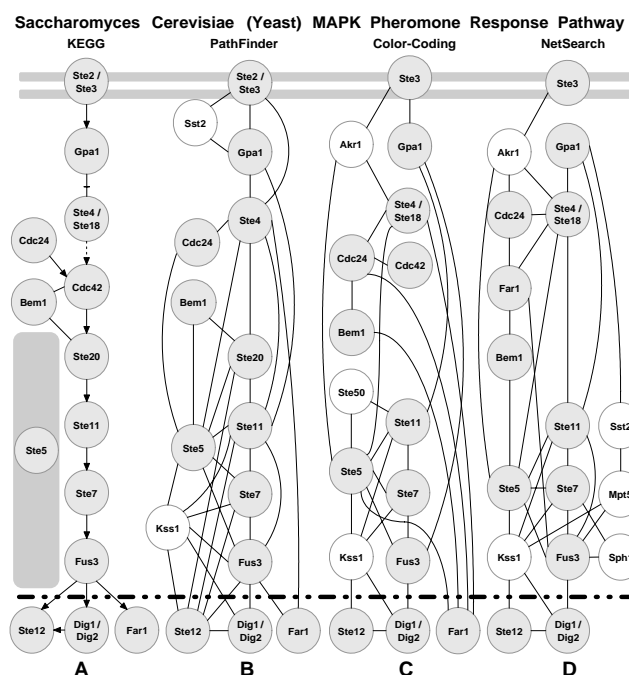 Saccharomyces Cerevisiae (Yeast) MAPK Pheromone Response Pathway
KEGG
Ste2 /
Ste3
Gpa1
Ste4 /
Ste18
Cdc24
Cdc42
Bem1
Ste20
Ste11
Ste5
Ste7
Fus3
Ste12
Dig1 /
Dig2
Far1
A
PathFinder
Ste2 /
Ste3
Sst2
Gpa1
Ste4
Cdc24
Bem1
Ste20
Ste11
Ste5
Ste7
Kss1
Fus3
Ste12
Dig1 /
Dig2
Far1
B
Color-Coding
Ste3
Akr1
Gpa1
Ste4 /
Ste18
Cdc24
Cdc42
Bem1
Ste50
Ste11
Ste5
Ste7
Kss1
Fus3
Ste12
Dig1 /
Dig2
Far1
C
NetSearch
Ste3
Akr1
Gpa1
Cdc24
Ste4 /
Ste18
Far1
Bem1
Ste11
Sst2
Ste5
Ste7
Mpt5
Kss1
Fus3
Sph1
Ste12
Dig1 /
Dig2
D